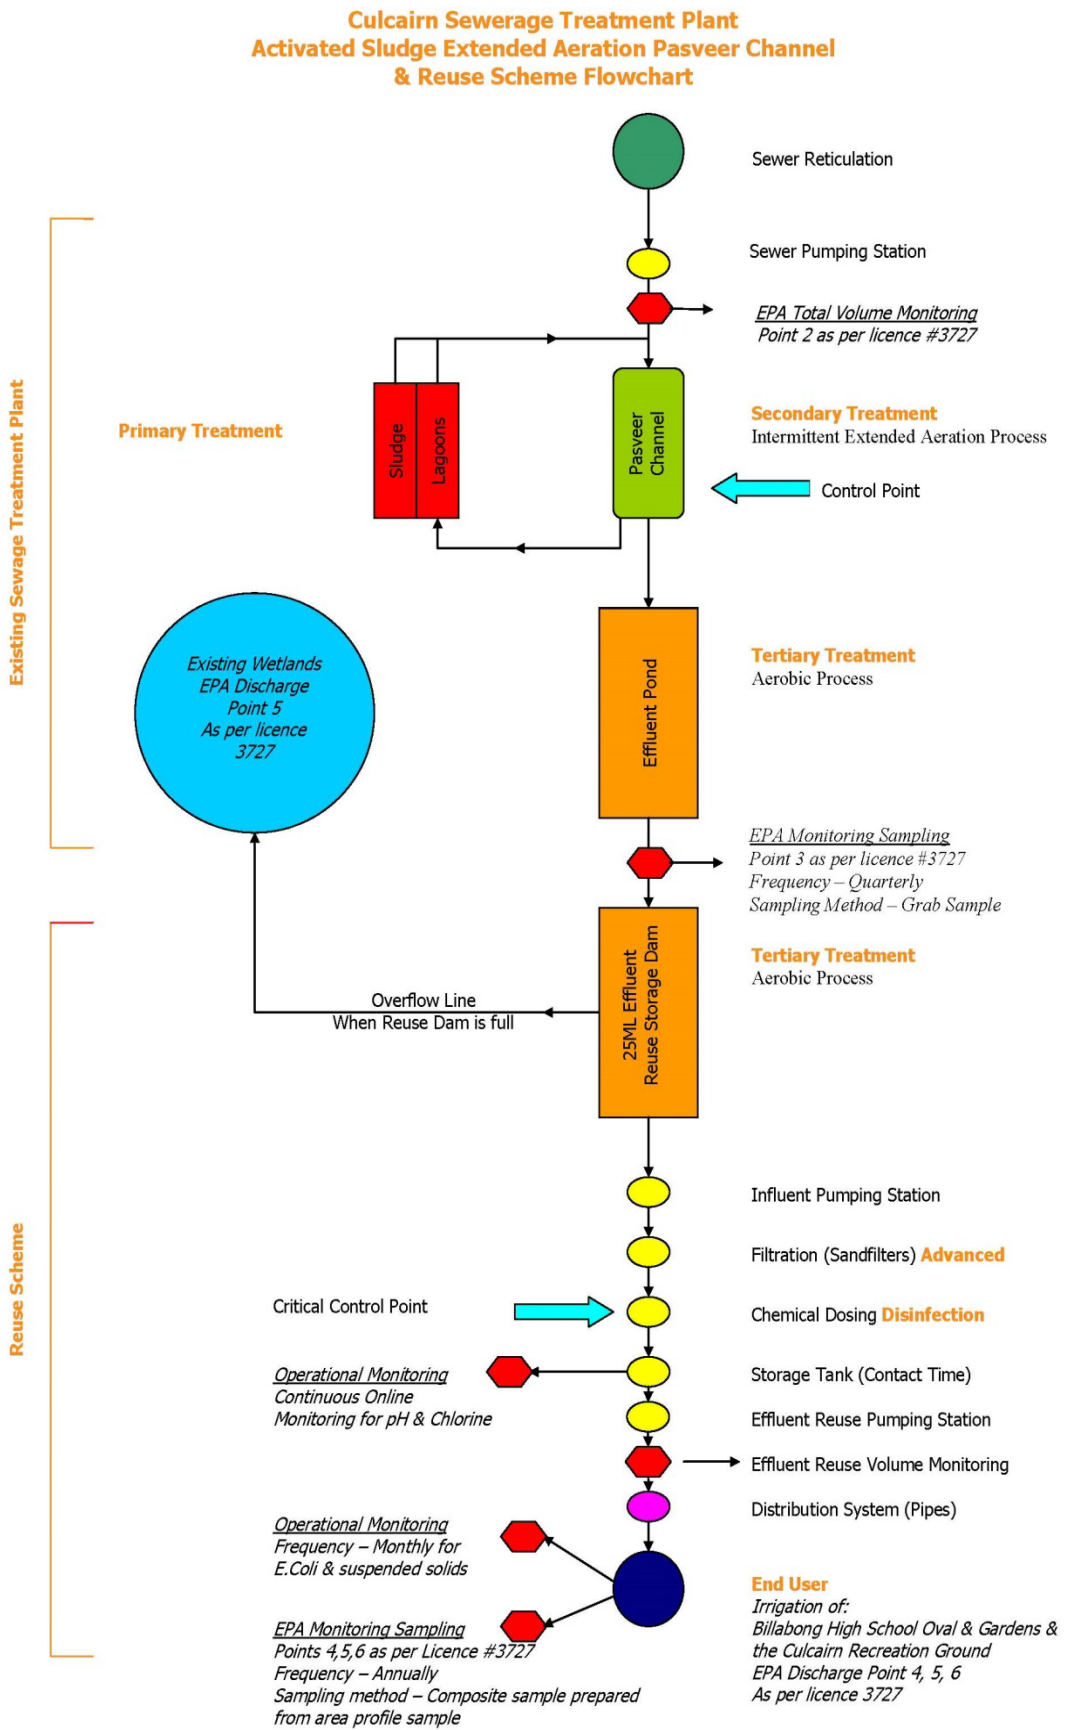 Culcairn Sewerage Treatment Plant
Activated Sludge Extended Aeration Pasveer Channel
& Reuse Scheme Flowchart
Sewer Reticulation
Sewer Pumping Station
EPA Total Volume Monitoring
Point 2 as per licence #3727
Existing Sewage Treatment Plant
Primary Treatment
Sludge
Lagoons
Pasveer
Channel
Secondary Treatment
Intermittent Extended Aeration Process
Control Point
Existing Wetlands
EPA Discharge
Point 5
As per licence
3727
Effluent Pond
Tertiary Treatment
Aerobic Process
EPA Monitoring Sampling
Point 3 as per licence #3727
Frequency – Quarterly
Sampling Method – Grab Sample
Reuse Scheme
Overflow Line
When Reuse Dam is full
25ML Effluent
Reuse Storage Dam
Tertiary Treatment
Aerobic Process
Influent Pumping Station
Filtration (Sandfilters) Advanced
Critical Control Point
Chemical Dosing Disinfection
Operational Monitoring
Continuous Online
Monitoring for pH & Chlorine
Storage Tank (Contact Time)
Effluent Reuse Pumping Station
Effluent Reuse Volume Monitoring
Distribution System (Pipes)
Operational Monitoring
Frequency – Monthly for
E.Coli & suspended solids
EPA Monitoring Sampling
Points 4,5,6 as per Licence #3727
Frequency – Annually
Sampling method – Composite sample prepared
from area profile sample
End User
Irrigation of:
Billabong High School Oval & Gardens &
the Culcairn Recreation Ground
EPA Discharge Point 4, 5, 6
As per licence 3727